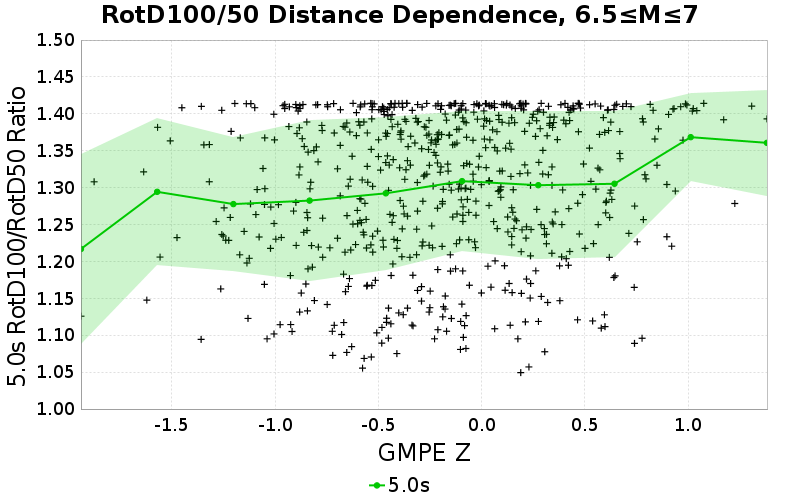 RotD100/50 Distance Dependence, 6.5≤M≤7
5.0s RotD100/RotD50 Ratio
1.50
1.45
1.40
1.35
1.30
1.25
1.20
1.15
1.10
1.05
1.00
-1.5 -1.0 -0.5 0.0 0.5 1.0
GMPE Z
5.0s